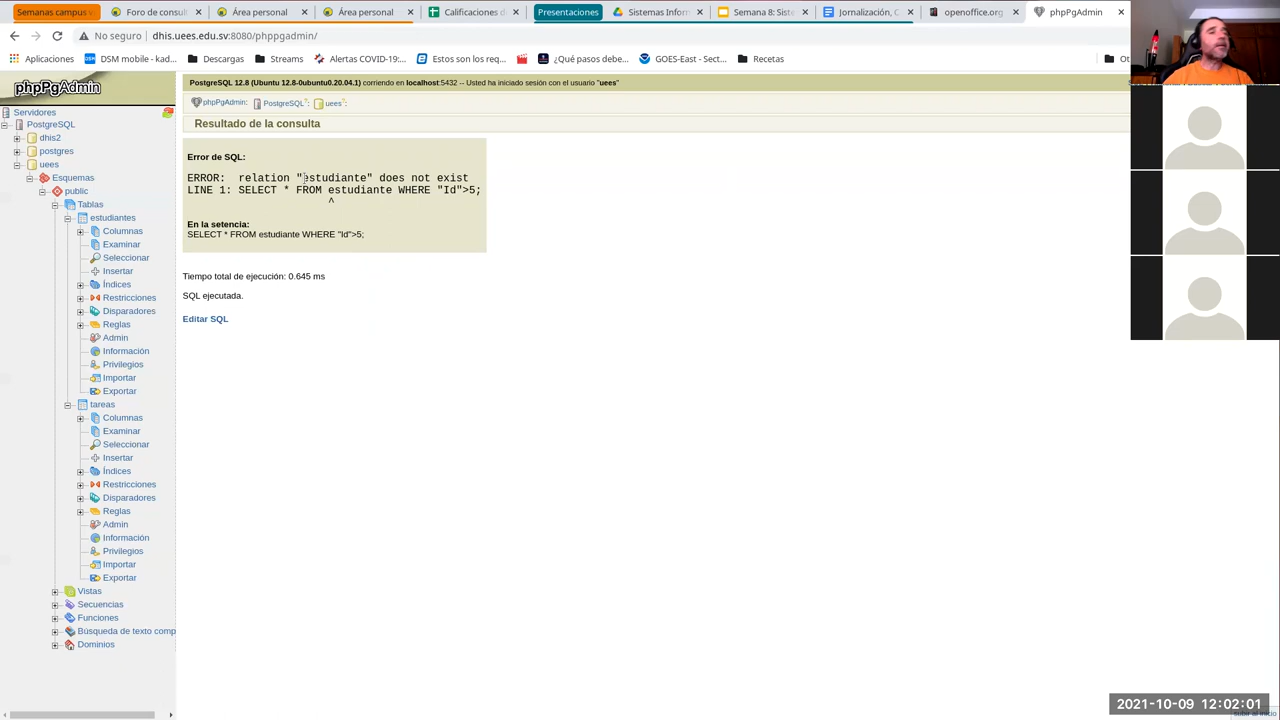 Semanas campus v
Foro de consul
Área personal
Área personal
Calificaciones d
Presentaciones
Sistemas Inform
Semana 8: Siste
Jornalización, C
openoffice.org
phpPgAdmin
No seguro | dhis.uees.edu.sv:8080/phppgadmin/
Aplicaciones
DSM mobile - kad...
Descargas
Streams
Alertas COVID-19:...
Estos son los req...
¿Qué pasos debe...
GOES-East - Sect...
Recetas
phpPgAdmin
PostgreSQL 12.8 (Ubuntu 12.8-0ubuntu0.20.04.1) corriendo en localhost:5432 -- Usted ha iniciado sesión con el usuario "uees"
phpPgAdmin: PostgreSQL?: uees?:
Resultado de la consulta
Servidores
PostgreSQL
dhis2
postgres
uees
Esquemas
public
Tablas
estudiantes
Columnas
Examinar
Seleccionar
Insertar
Índices
Restricciones
Disparadores
Reglas
Admin
Información
Privilegios
Importar
Exportar
tareas
Columnas
Examinar
Seleccionar
Insertar
Índices
Restricciones
Disparadores
Reglas
Admin
Información
Privilegios
Importar
Exportar
Vistas
Secuencias
Funciones
Búsqueda de texto comp
Dominios
Error de SQL:
ERROR:  relation "estudiante" does not exist
LINE 1: SELECT * FROM estudiante WHERE "Id">5;
^
En la setencia:
SELECT * FROM estudiante WHERE "Id">5;
Tiempo total de ejecución: 0.645 ms
SQL ejecutada.
Editar SQL
2021-10-09 12:02:01
subir al inicio